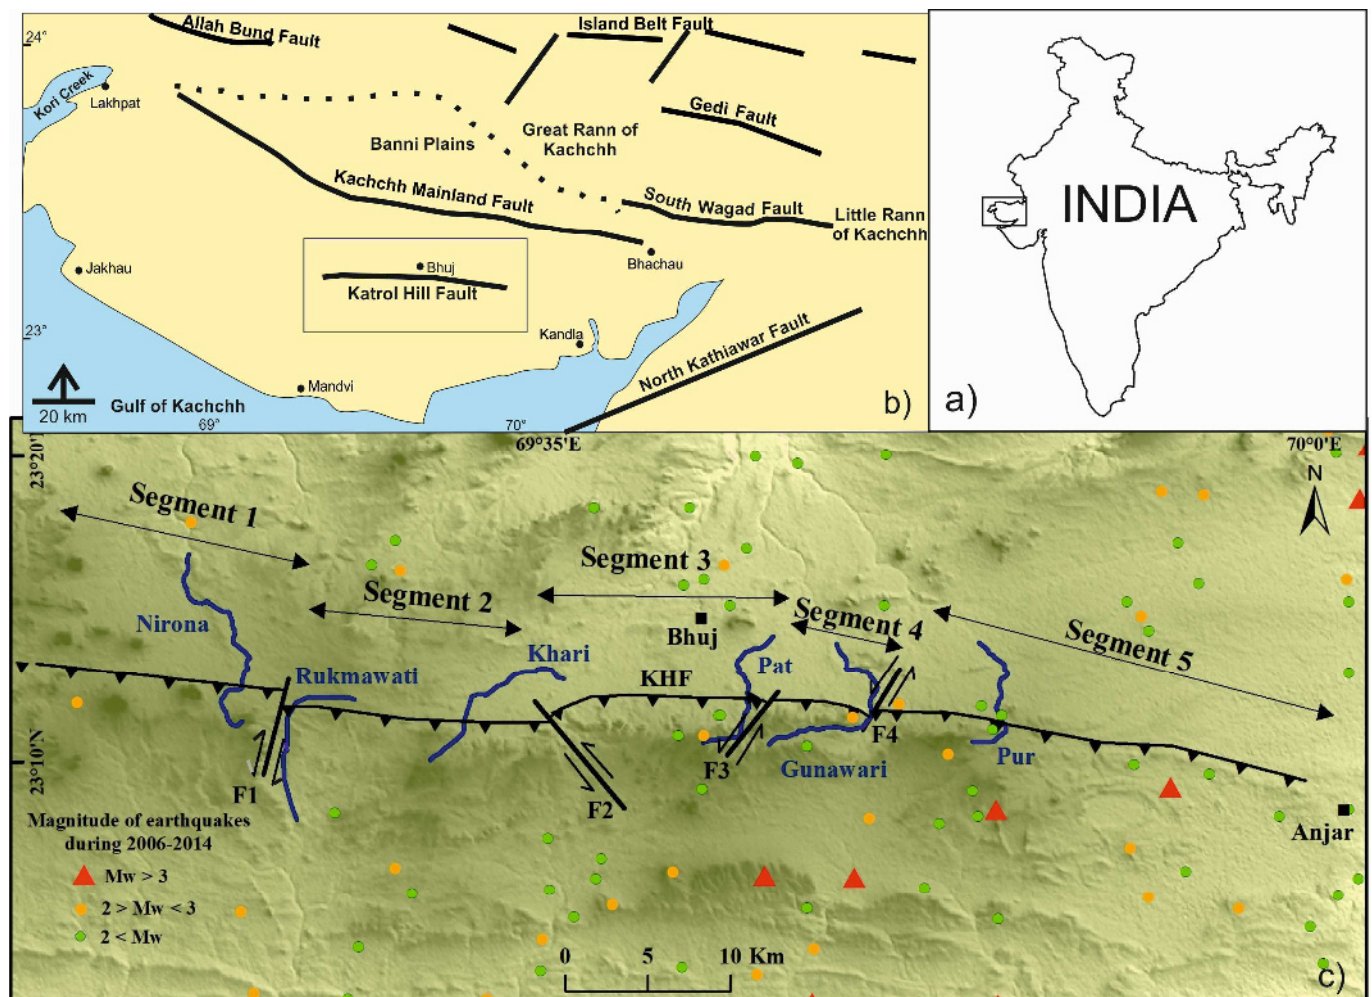 Allah Bund Fault
Island Belt Fault
24°
Kori Creek
Lakhpat
Gedi Fault
Banni Plains
Great Rann of
Kachchh
Kachchh Mainland Fault
South Wagad Fault
Little Rann
of Kachchh
Bhachau
Jakhau
Bhuj
Katrol Hill Fault
23°
Kandla
North Kathiawar Fault
Mandvi
20 km
Gulf of Kachchh
69°
70°
b)
INDIA
a)
69°35'E
70°0'E
23°20'N
N
Segment 1
Segment 2
Segment 3
Segment 4
Segment 5
Bhuj
Nirona
Rukmawati
Khari
KHF
Pat
F1
F2
F3
F4
Gunawari
Pur
23°10'N
Anjar
Magnitude of earthquakes
during 2006-2014
Mw > 3
2 > Mw < 3
2 < Mw
0 5 10 Km
c)